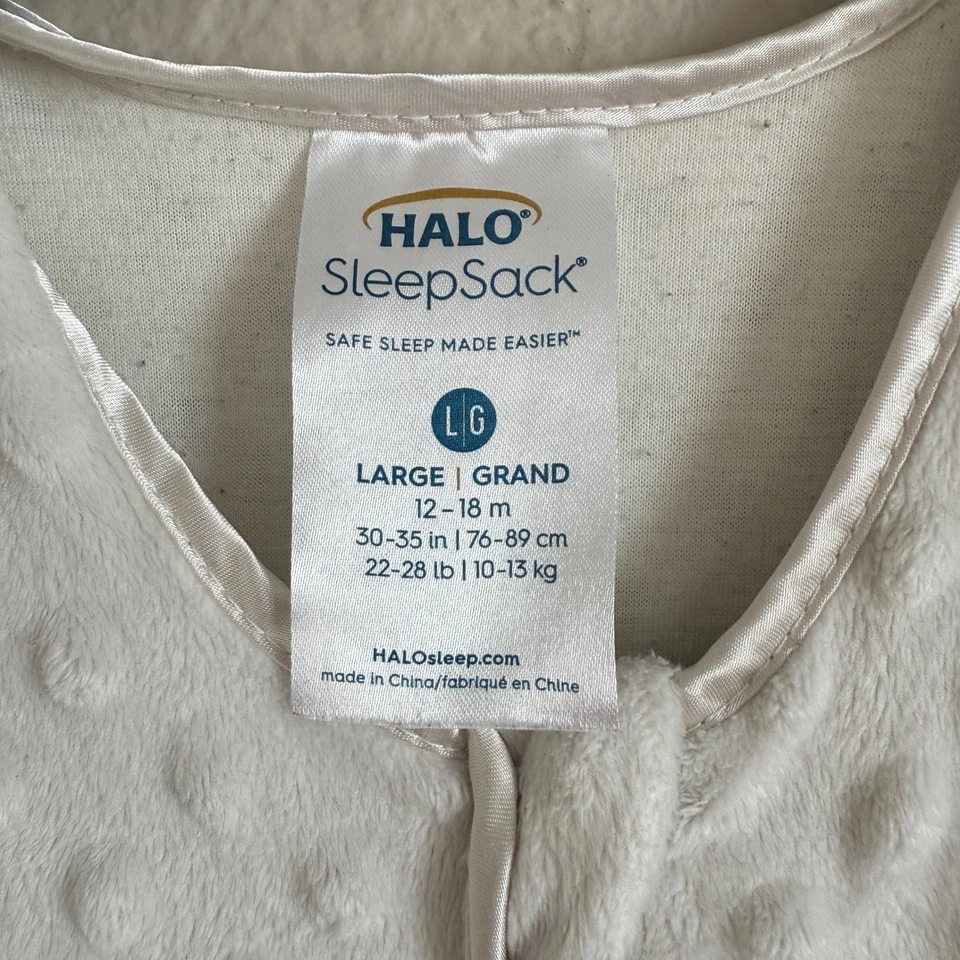 HALO®
SleepSack®
SAFE SLEEP MADE EASIER™
L|G
LARGE | GRAND
12-18 m
30-35 in | 76-89 cm
22-28 lb | 10-13 kg
HALOsleep.com
made in China/fabriqué en Chine